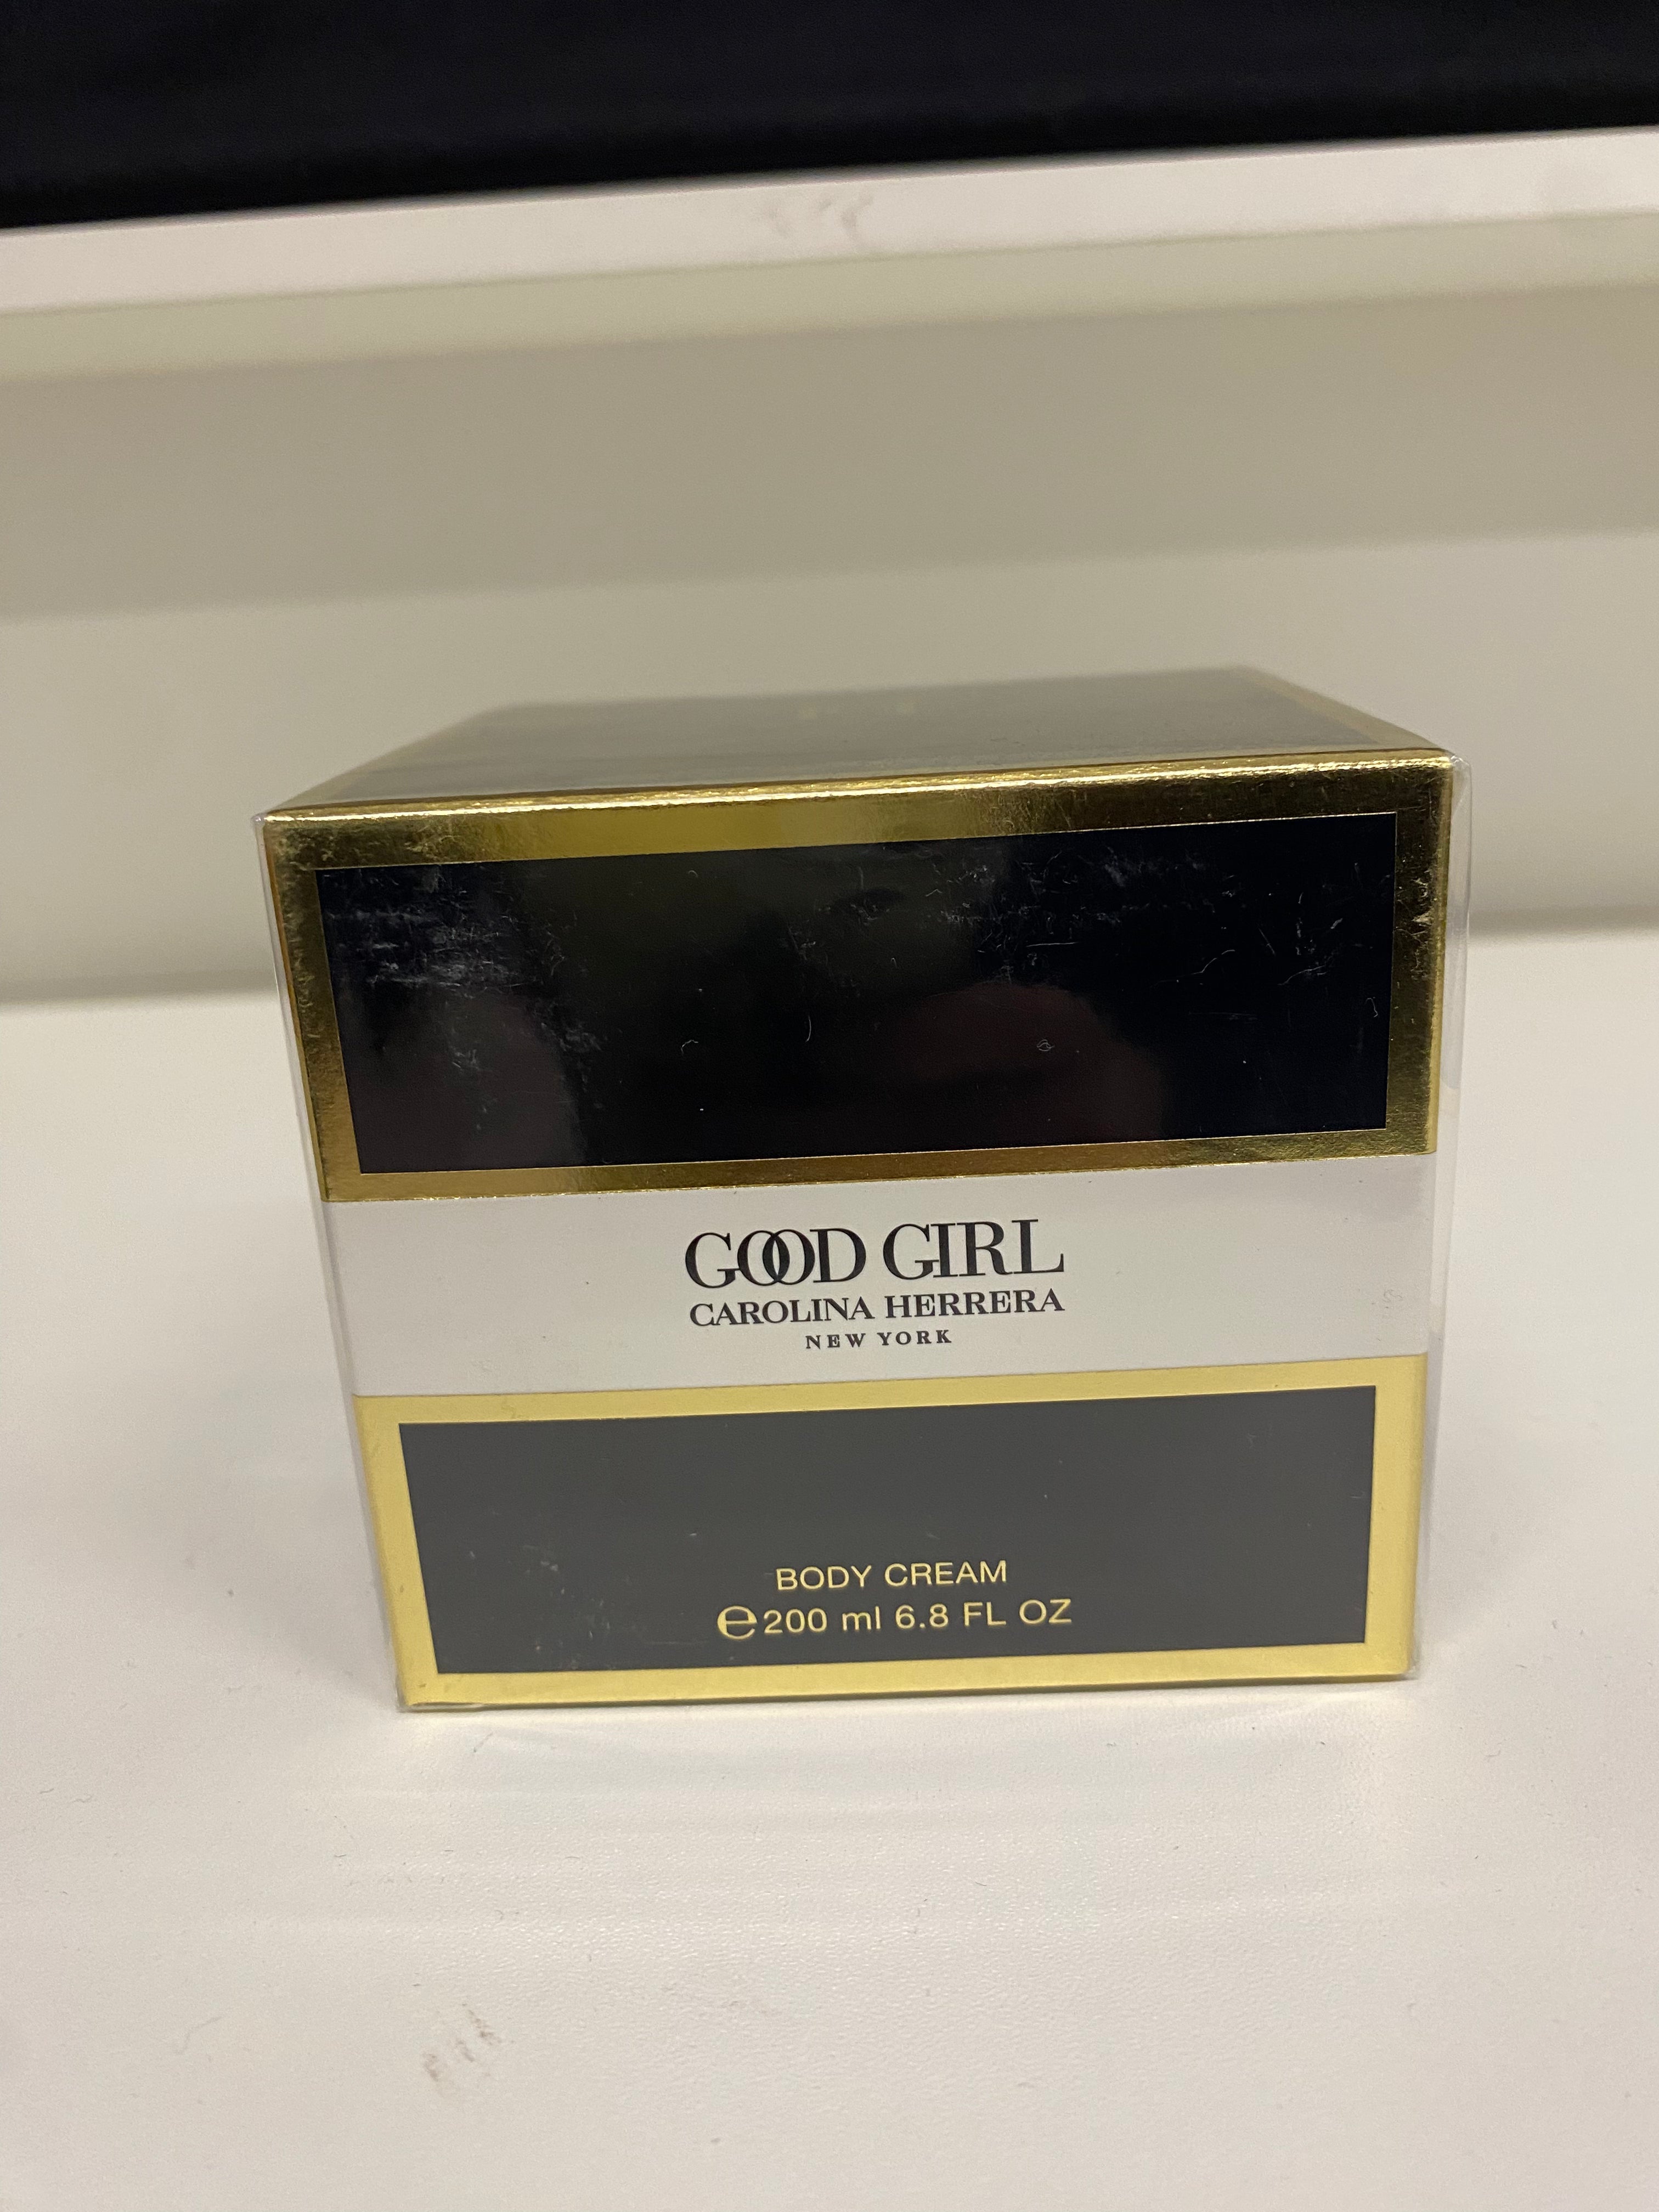 GOOD GIRL
CAROLINA HERRERA
NEW YORK
BODY CREAM
℮200 ml 6.8 FL OZ